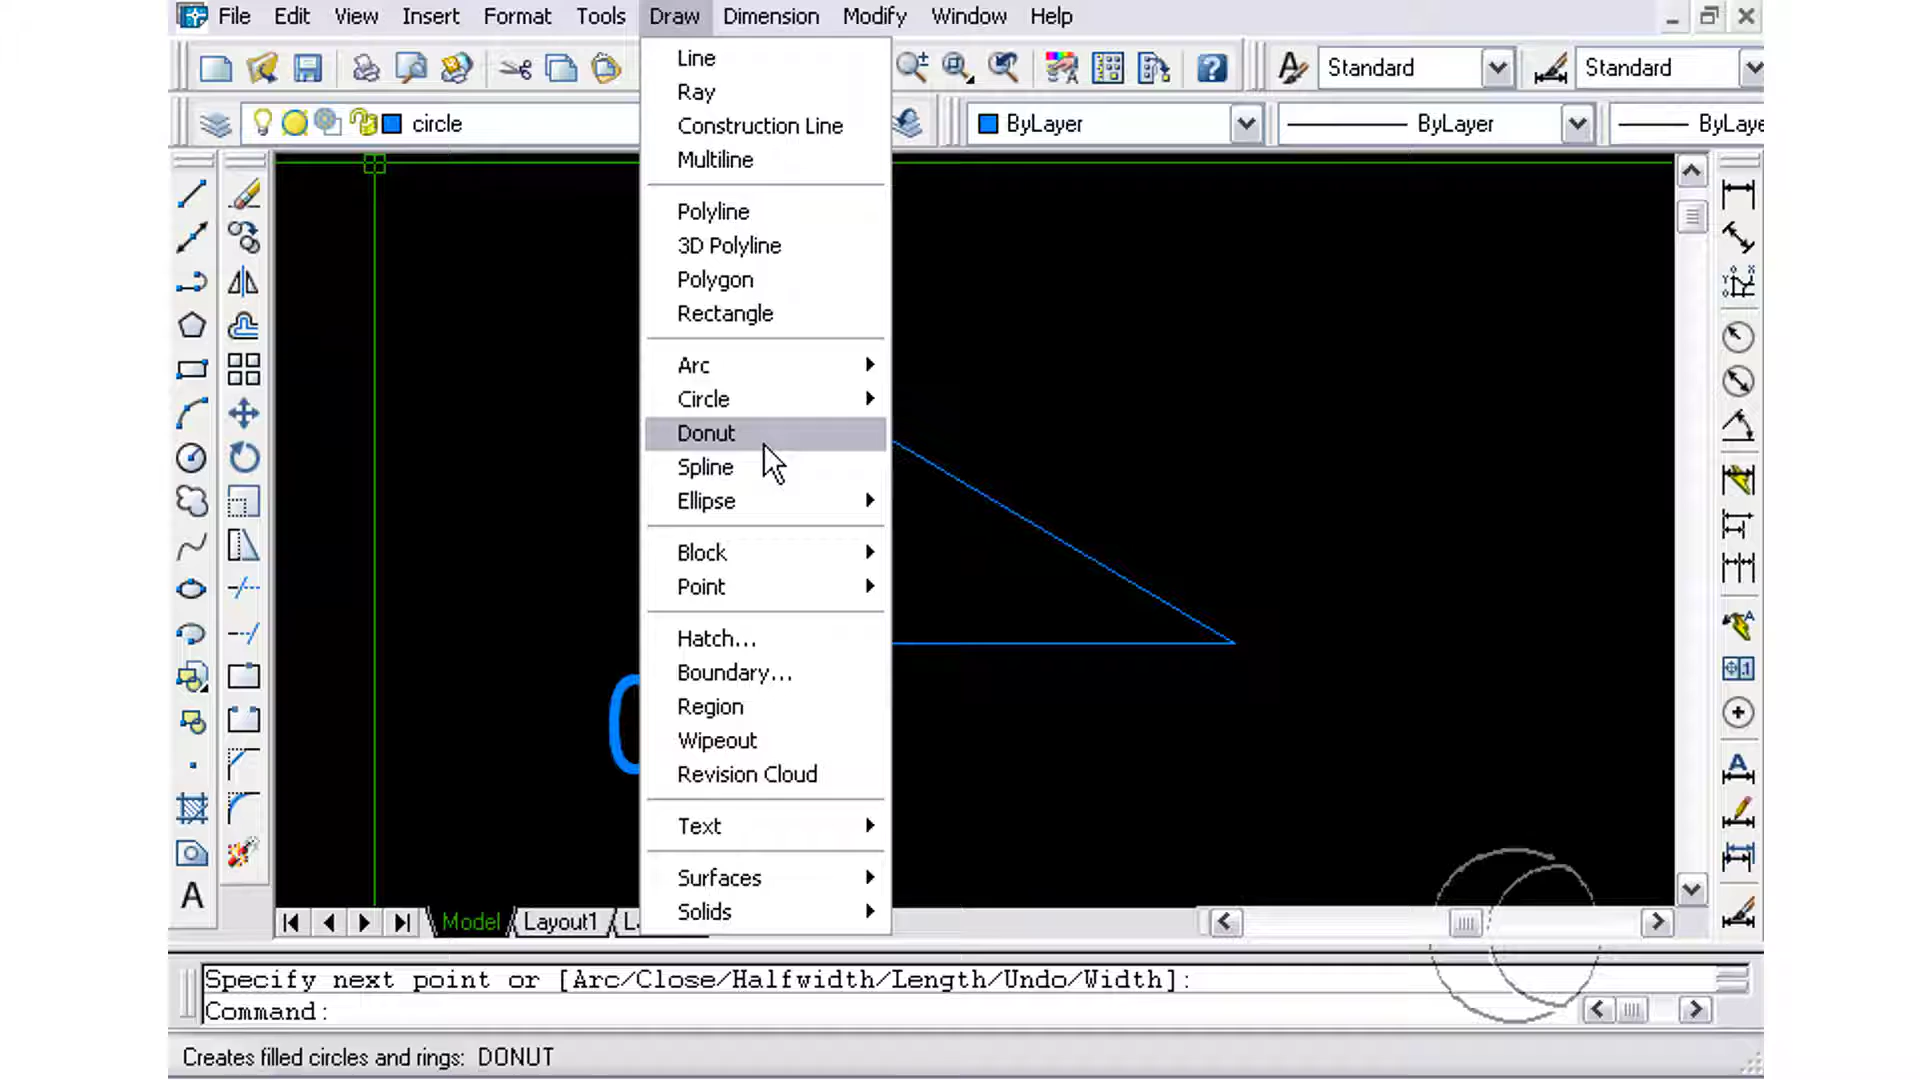 File Edit View Insert Format Tools Draw Dimension Modify Window Help
Standard Standard
circle ByLayer ByLayer
Line
Ray
Construction Line
Multiline
Polyline
3D Polyline
Polygon
Rectangle
Arc
Circle
Donut
Spline
Ellipse
Block
Point
Hatch...
Boundary...
Region
Wipeout
Revision Cloud
Text
Surfaces
Solids
A
Model Layout1
Specify next point or [Arc/Close/Halfwidth/Length/Undo/Width]:
Command:
Creates filled circles and rings: DONUT